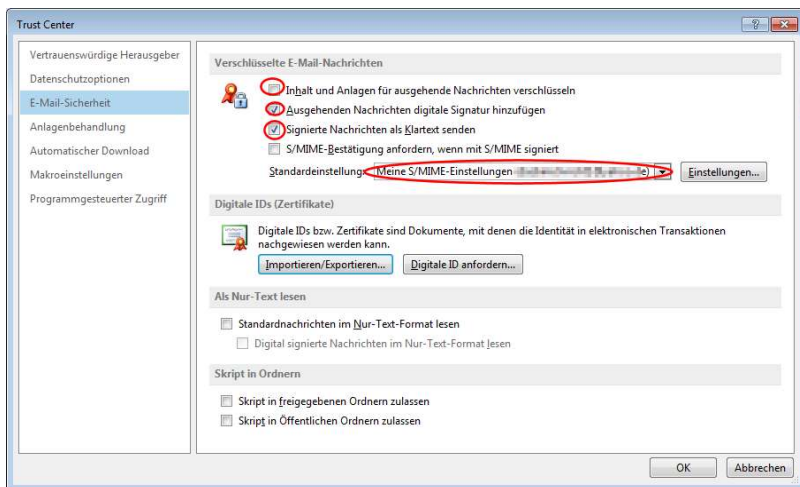 Trust Center
Vertrauenswürdige Herausgeber
Datenschutzoptionen
E-Mail-Sicherheit
Anlagenbehandlung
Automatischer Download
Makroeinstellungen
Programmgesteuerter Zugriff
Verschlüsselte E-Mail-Nachrichten
Inhalt und Anlagen für ausgehende Nachrichten verschlüsseln
Ausgehenden Nachrichten digitale Signatur hinzufügen
Signierte Nachrichten als Klartext senden
S/MIME-Bestätigung anfordern, wenn mit S/MIME signiert
Standardeinstellung: Meine S/MIME-Einstellungen e) Einstellungen...
Digitale IDs (Zertifikate)
Digitale IDs bzw. Zertifikate sind Dokumente, mit denen die Identität in elektronischen Transaktionen
nachgewiesen werden kann.
Importieren/Exportieren... Digitale ID anfordern...
Als Nur-Text lesen
Standardnachrichten im Nur-Text-Format lesen
Digital signierte Nachrichten im Nur-Text-Format lesen
Skript in Ordnern
Skript in freigegebenen Ordnern zulassen
Skript in Öffentlichen Ordnern zulassen
OK Abbrechen